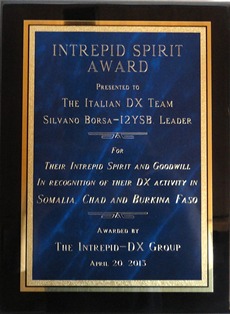 INTREPID SPIRIT
AWARD
PRESENTED TO
THE ITALIAN DX TEAM
SILVANO BORSA-I2YSB LEADER
FOR
THEIR INTREPID SPIRIT AND GOODWILL
IN RECOGNITION OF THEIR DX ACTIVITY IN
SOMALIA, CHAD AND BURKINA FASO
AWARDED BY
THE INTREPID-DX GROUP
APRIL 20, 2013